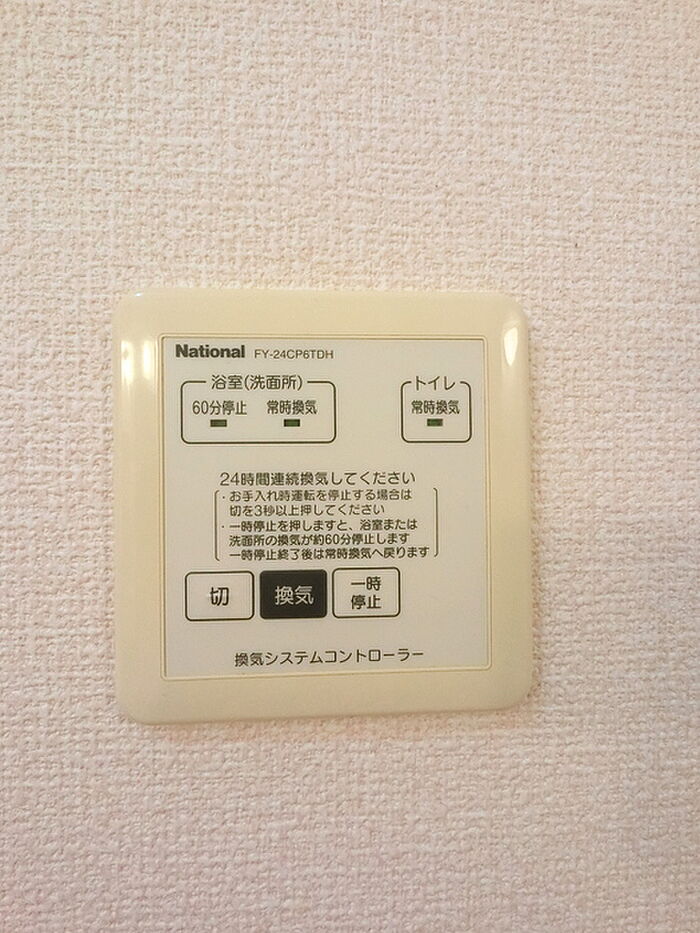 National FY-24CP6TDH
浴室(洗面所) トイレ
60分停止 常時換気 常時換気
24時間連続換気してください
・お手入れ時運転を停止する場合は
切を3秒以上押してください
・一時停止を押しますと、浴室または
洗面所の換気が約60分停止します
一時停止終了後は常時換気へ戻ります
切 換気 一時
停止
換気システムコントローラー